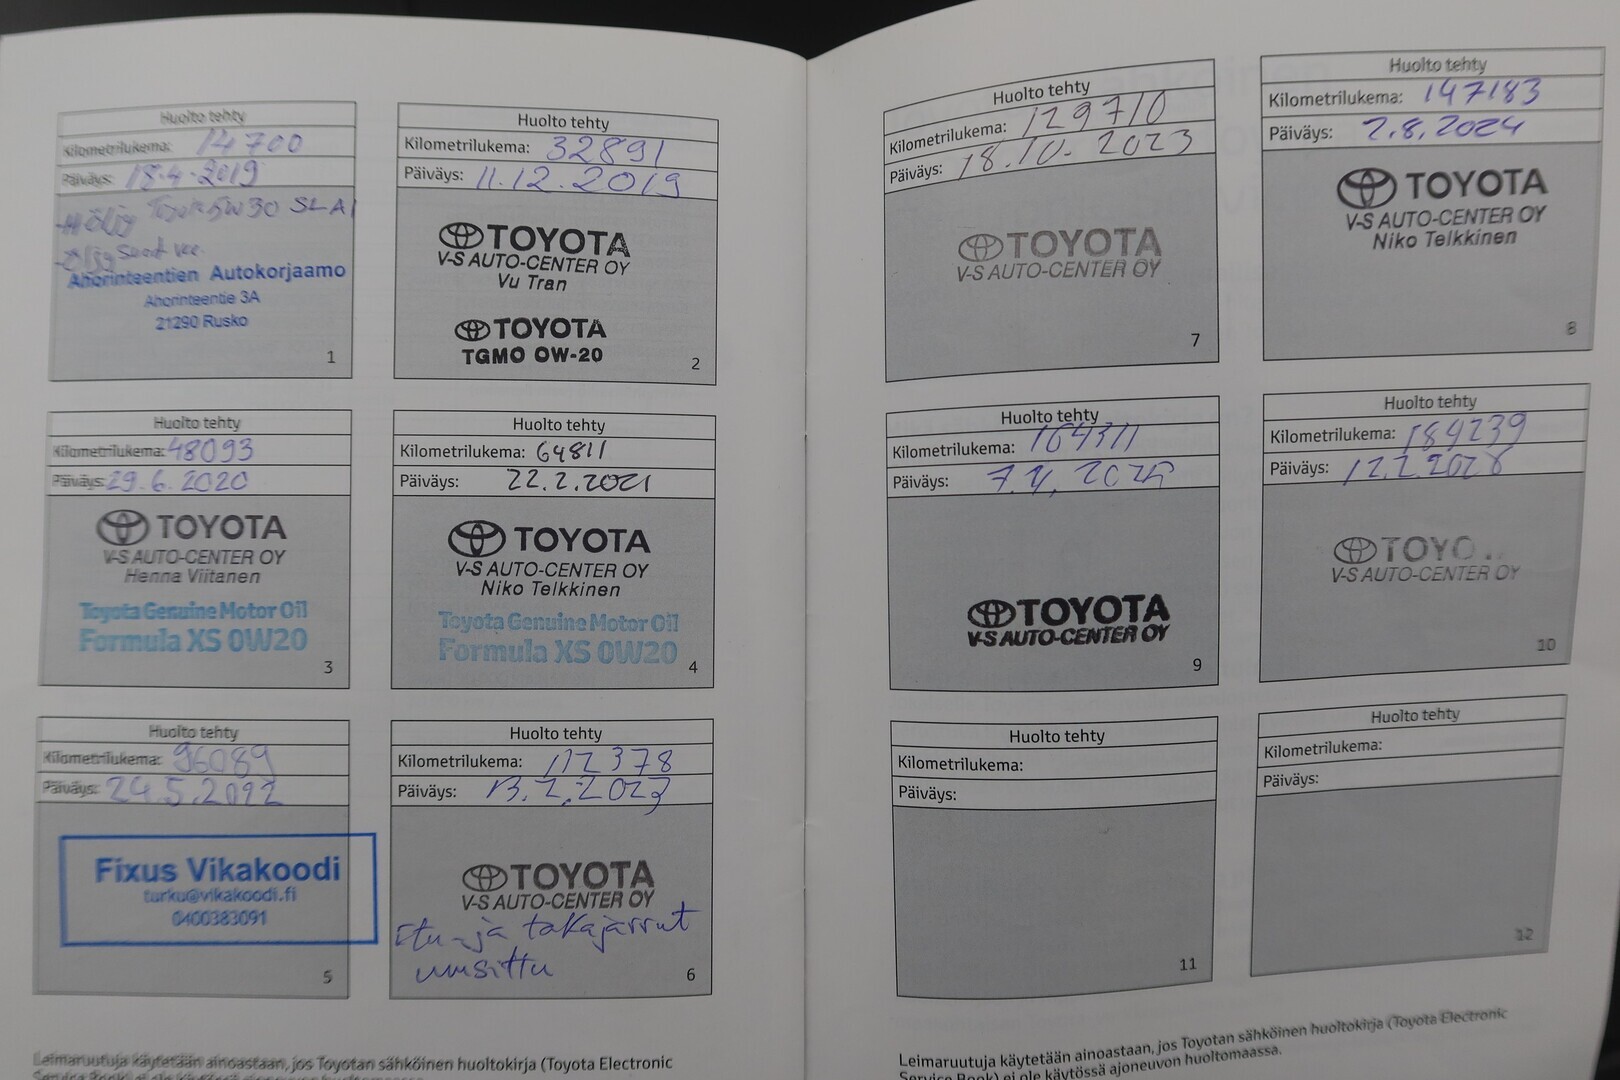 Huolto tehty
Kilometrilukema: 14700
Päiväys: 18.4.2019
Toyota 5W30
Ahorinteentien Autokorjaamo
Ahorinteentie 3A
21290 Rusko
1
Huolto tehty
Kilometrilukema: 32891
Päiväys: 11.12.2019
TOYOTA
V-S AUTO-CENTER OY
Vu Tran
TOYOTA
TGMO 0W-20
2
Huolto tehty
Kilometrilukema: 48093
Päiväys: 29.6.2020
TOYOTA
V-S AUTO-CENTER OY
Henna Viitanen
Toyota Genuine Motor Oil
Formula XS 0W20
3
Huolto tehty
Kilometrilukema: 64811
Päiväys: 22.2.2021
TOYOTA
V-S AUTO-CENTER OY
Niko Telkkinen
Toyota Genuine Motor Oil
Formula XS 0W20
4
Huolto tehty
Kilometrilukema: 96089
Päiväys:
Fixus Vikakoodi
turku@vikakoodi.fi
0400383091
5
Huolto tehty
Kilometrilukema: 112378
Päiväys: 13.2.2023
TOYOTA
V-S AUTO-CENTER OY
Etu- ja takajarrut
uusittu
6
Leimaruutuja käytetään ainoastaan, jos Toyotan sähköinen huoltokirja (Toyota Electronic
Huolto tehty
Kilometrilukema: 129710
Päiväys: 18.10.2023
TOYOTA
V-S AUTO-CENTER OY
7
Huolto tehty
Kilometrilukema: 147183
Päiväys: 2.8.2024
TOYOTA
V-S AUTO-CENTER OY
Niko Telkkinen
8
Huolto tehty
Kilometrilukema: 164311
Päiväys: 7.4.2025
TOYOTA
V-S AUTO-CENTER OY
9
Huolto tehty
Kilometrilukema: 184239
Päiväys:
TOYO
V-S AUTO-CENTER OY
10
Huolto tehty
Kilometrilukema:
Päiväys:
11
Huolto tehty
Kilometrilukema:
Päiväys:
12
Leimaruutuja käytetään ainoastaan, jos Toyotan sähköinen huoltokirja (Toyota Electronic
Service Book) ei ole käytössä ajoneuvon huoltomaassa.